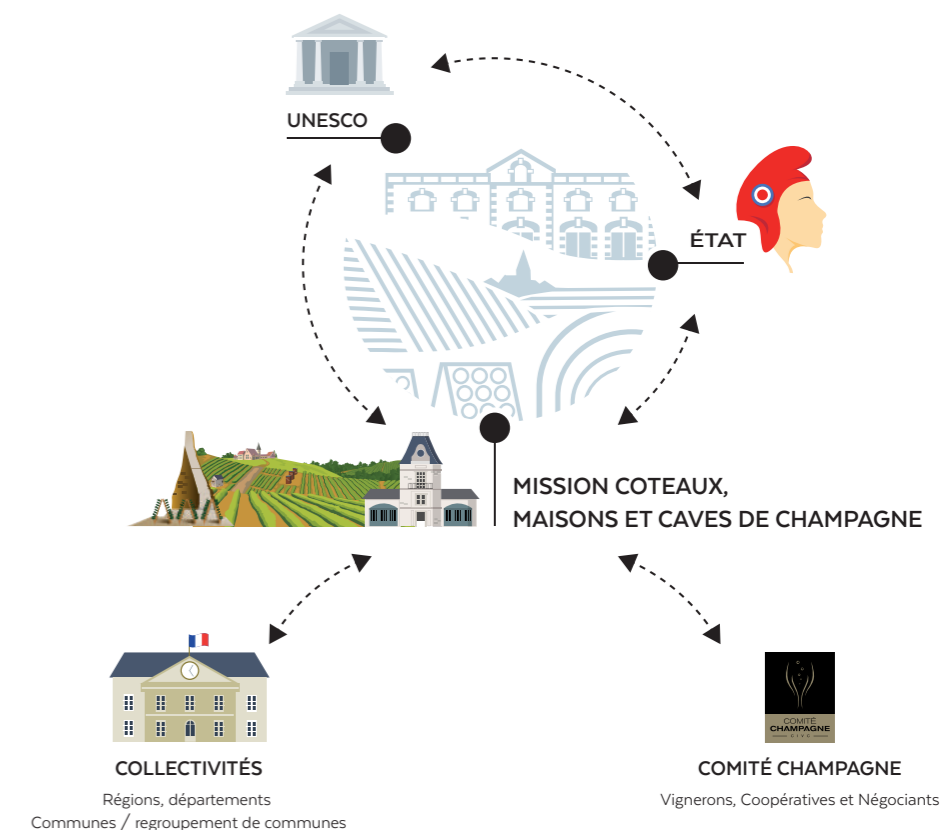 UNESCO
ÉTAT
MISSION COTEAUX,
MAISONS ET CAVES DE CHAMPAGNE
COLLECTIVITÉS
Régions, départements
Communes / regroupement de communes
COMITÉ
CHAMPAGNE
CIVC
COMITÉ CHAMPAGNE
Vignerons, Coopératives et Négociants